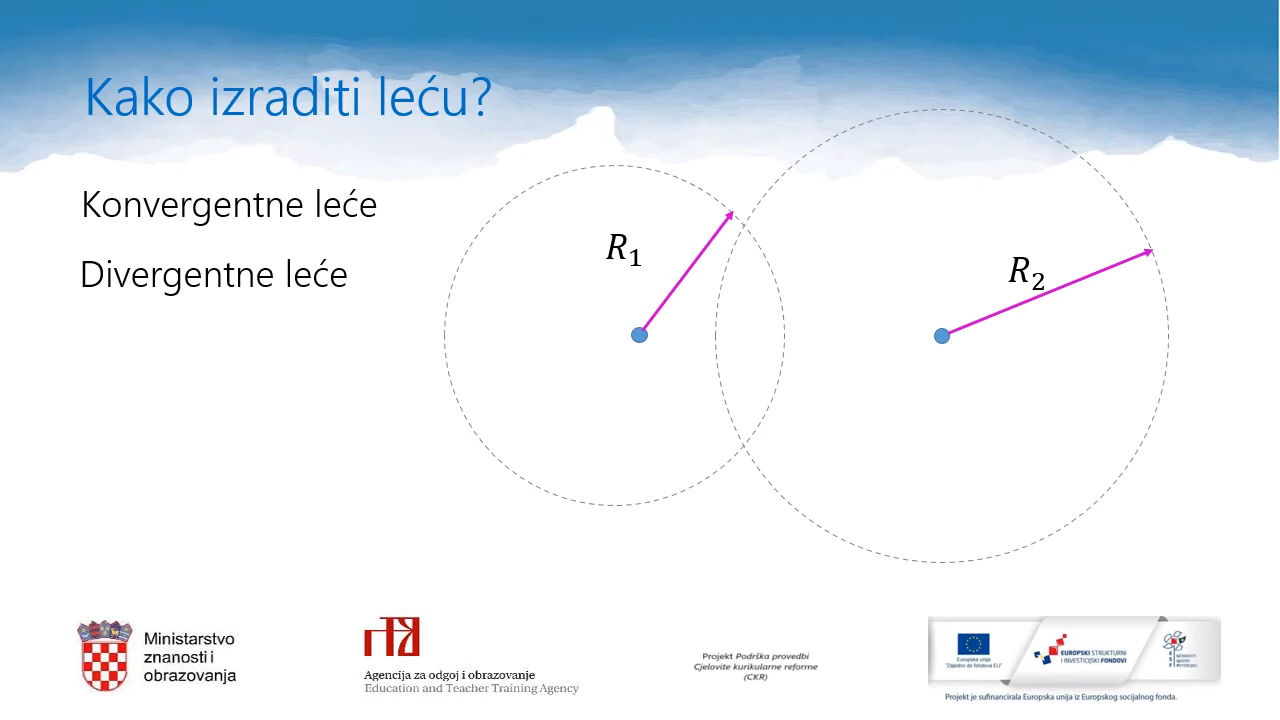 Kako izraditi leću?
Konvergentne leće
Divergentne leće
R₁
R₂
Ministarstvo
znanosti i
obrazovanja
Agencija za odgoj i obrazovanje
Education and Teacher Training Agency
Projekt Podrška provedbi
Cjelovite kurikularne reforme
(CKR)
Europska unija
"Zajedno do fondova EU"
EUROPSKI STRUKTURNI
I INVESTICIJSKI FONDOVI
Projekt je sufinancirala Europska unija iz Europskog socijalnog fonda.